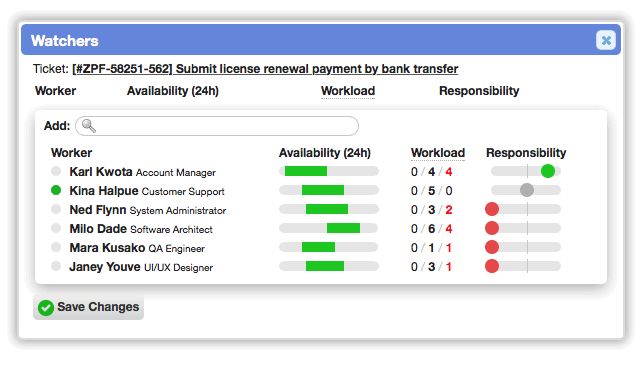 Watchers
Ticket: [#ZPF-58251-562] Submit license renewal payment by bank transfer
Worker Availability (24h) Workload Responsibility
Add:
Worker Availability (24h) Workload Responsibility
Karl Kwota Account Manager 0 / 4 / 4
Kina Halpue Customer Support 0 / 5 / 0
Ned Flynn System Administrator 0 / 3 / 2
Milo Dade Software Architect 0 / 6 / 4
Mara Kusako QA Engineer 0 / 1 / 1
Janey Youve UI/UX Designer 0 / 3 / 1
Save Changes